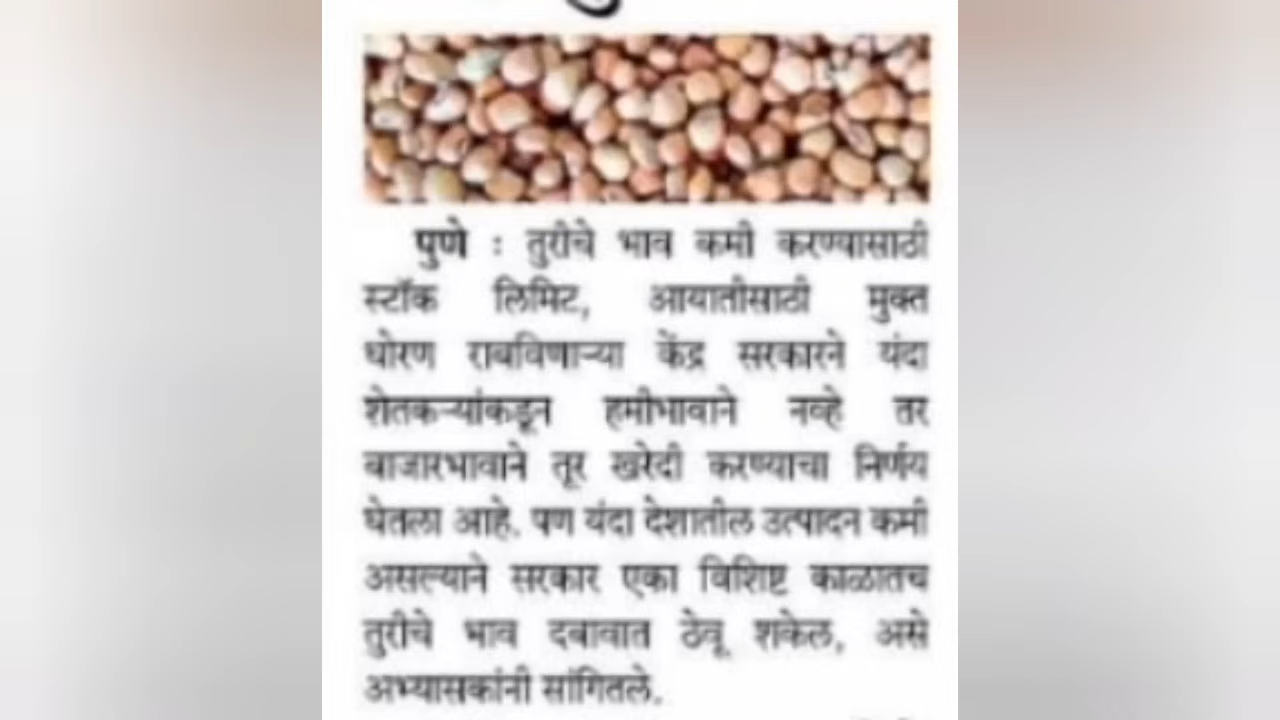 पुणे : तुरीचे भाव कमी करण्यासाठी
स्टॉक लिमिट, आयातीसाठी मुक्त
धोरण राबविणाऱ्या केंद्र सरकारने यंदा
शेतकऱ्यांकडून हमीभावाने नव्हे तर
बाजारभावाने तूर खरेदी करण्याचा निर्णय
घेतला आहे. पण यंदा देशातील उत्पादन कमी
असल्याने सरकार एका विशिष्ट काळातच
तुरीचे भाव दबावात ठेवू शकेल, असे
अभ्यासकांनी सांगितले.